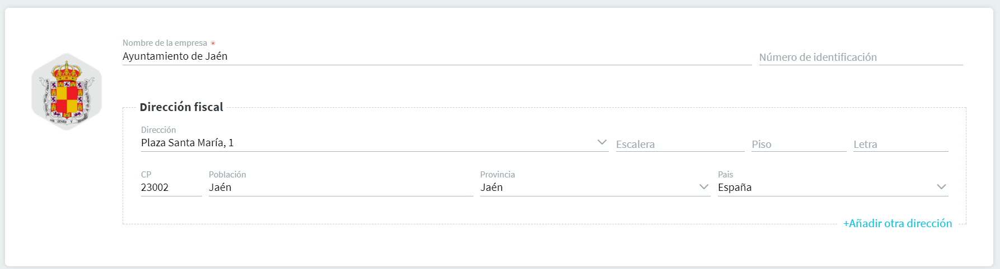 Nombre de la empresa *
Ayuntamiento de Jaén
Número de identificación
Dirección fiscal
Dirección
Plaza Santa María, 1
Escalera
Piso
Letra
CP
Población
Provincia
Pais
23002
Jaén
Jaén
España
+Añadir otra dirección